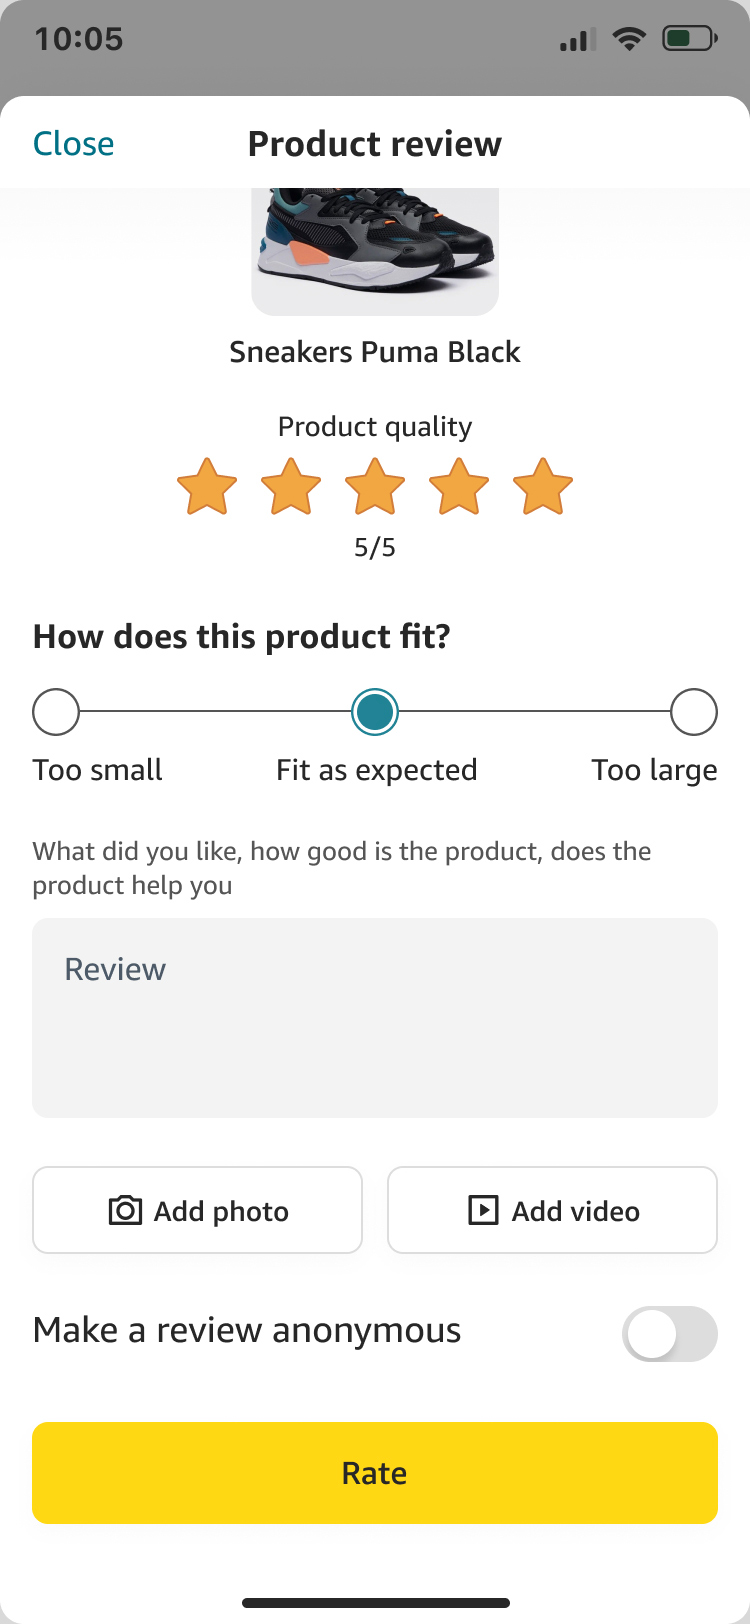 10:05
Close
Product review
Sneakers Puma Black
Product quality
5/5
How does this product fit?
Too small
Fit as expected
Too large
What did you like, how good is the product, does the
product help you
Review
Add photo
Add video
Make a review anonymous
Rate